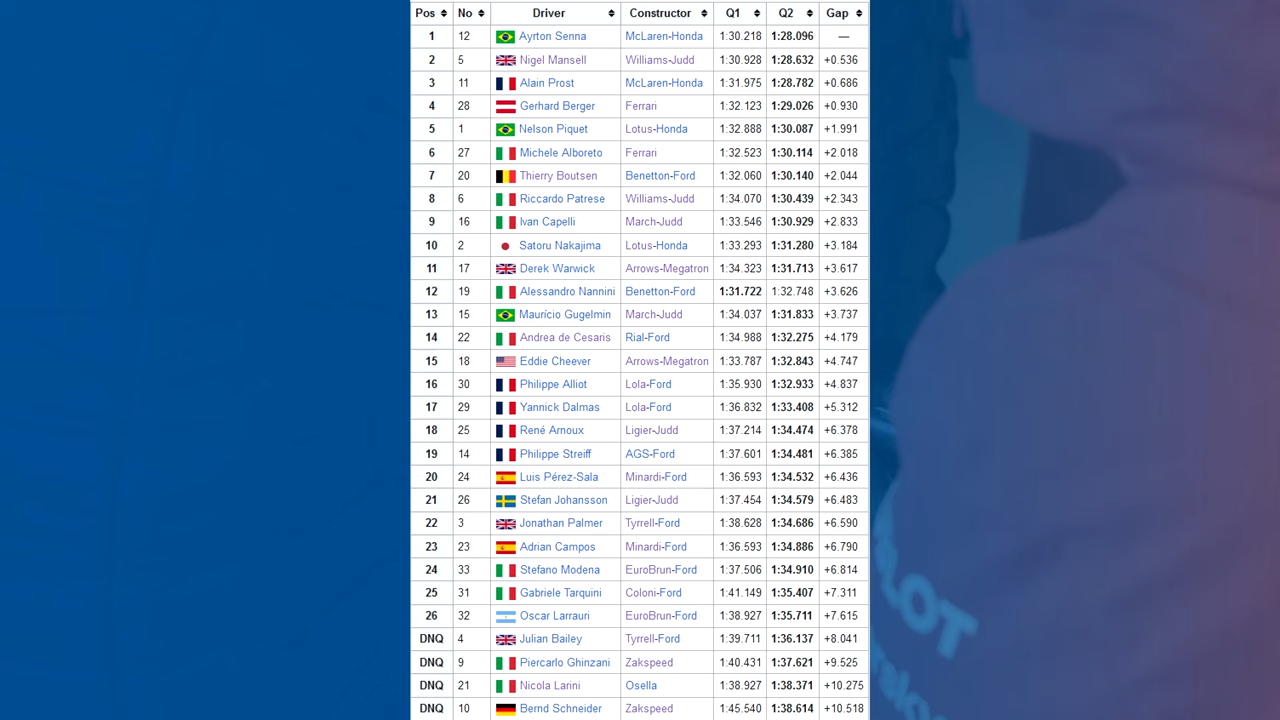 Pos No Driver Constructor Q1 Q2 Gap
1 12 Ayrton Senna McLaren-Honda 1:30.218 1:28.096 —
2 5 Nigel Mansell Williams-Judd 1:30.928 1:28.632 +0.536
3 11 Alain Prost McLaren-Honda 1:31.975 1:28.782 +0.686
4 28 Gerhard Berger Ferrari 1:32.123 1:29.026 +0.930
5 1 Nelson Piquet Lotus-Honda 1:32.888 1:30.087 +1.991
6 27 Michele Alboreto Ferrari 1:32.523 1:30.114 +2.018
7 20 Thierry Boutsen Benetton-Ford 1:32.060 1:30.140 +2.044
8 6 Riccardo Patrese Williams-Judd 1:34.070 1:30.439 +2.343
9 16 Ivan Capelli March-Judd 1:33.546 1:30.929 +2.833
10 2 Satoru Nakajima Lotus-Honda 1:33.293 1:31.280 +3.184
11 17 Derek Warwick Arrows-Megatron 1:34.323 1:31.713 +3.617
12 19 Alessandro Nannini Benetton-Ford 1:31.722 1:32.748 +3.626
13 15 Maurício Gugelmin March-Judd 1:34.037 1:31.833 +3.737
14 22 Andrea de Cesaris Rial-Ford 1:34.988 1:32.275 +4.179
15 18 Eddie Cheever Arrows-Megatron 1:33.787 1:32.843 +4.747
16 30 Philippe Alliot Lola-Ford 1:35.930 1:32.933 +4.837
17 29 Yannick Dalmas Lola-Ford 1:36.832 1:33.408 +5.312
18 25 René Arnoux Ligier-Judd 1:37.214 1:34.474 +6.378
19 14 Philippe Streiff AGS-Ford 1:37.601 1:34.481 +6.385
20 24 Luis Pérez-Sala Minardi-Ford 1:36.593 1:34.532 +6.436
21 26 Stefan Johansson Ligier-Judd 1:37.454 1:34.579 +6.483
22 3 Jonathan Palmer Tyrrell-Ford 1:38.628 1:34.686 +6.590
23 23 Adrian Campos Minardi-Ford 1:36.593 1:34.886 +6.790
24 33 Stefano Modena EuroBrun-Ford 1:37.506 1:34.910 +6.814
25 31 Gabriele Tarquini Coloni-Ford 1:41.149 1:35.407 +7.311
26 32 Oscar Larrauri EuroBrun-Ford 1:38.927 1:35.711 +7.615
DNQ 4 Julian Bailey Tyrrell-Ford 1:39.711 1:36.137 +8.041
DNQ 9 Piercarlo Ghinzani Zakspeed 1:40.431 1:37.621 +9.525
DNQ 21 Nicola Larini Osella 1:38.927 1:38.371 +10.275
DNQ 10 Bernd Schneider Zakspeed 1:45.540 1:38.614 +10.518